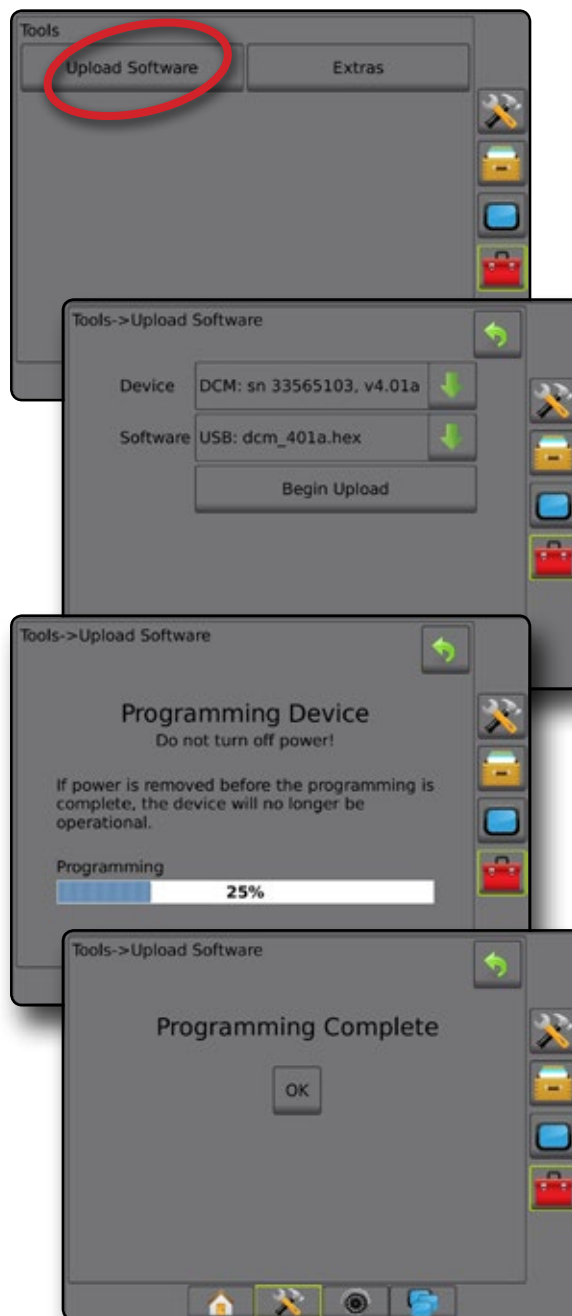 Tools
Upload Software Extras
Tools->Upload Software
Device DCM: sn 33565103, v4.01a
Software USB: dcm_401a.hex
Begin Upload
Tools->Upload Software
Programming Device
Do not turn off power!
If power is removed before the programming is
complete, the device will no longer be
operational.
Programming
25%
Tools->Upload Software
Programming Complete
OK